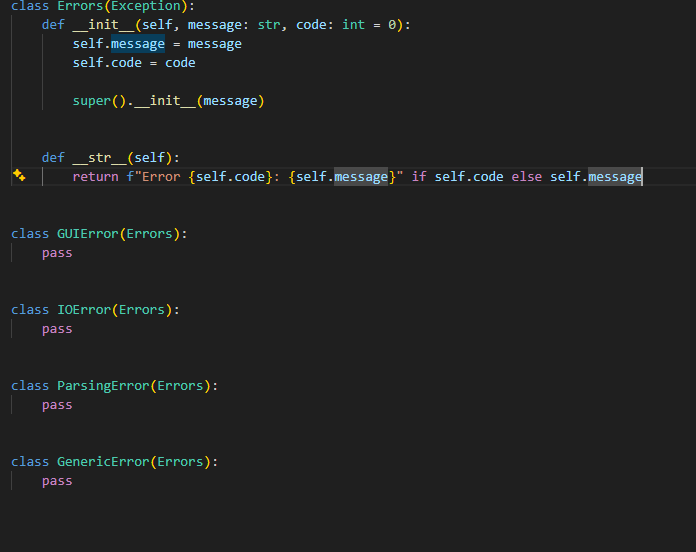 class Errors(Exception):
    def __init__(self, message: str, code: int = 0):
        self.message = message
        self.code = code
        super().__init__(message)
    def __str__(self):
        return f"Error {self.code}: {self.message}" if self.code else self.message
class GUIError(Errors):
    pass
class IOError(Errors):
    pass
class ParsingError(Errors):
    pass
class GenericError(Errors):
    pass